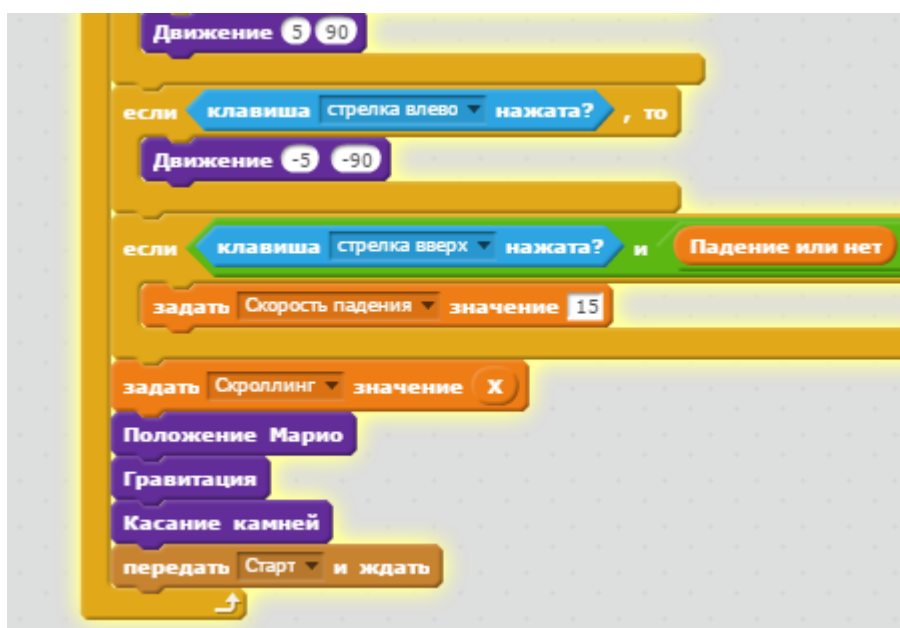 Движение 5 90
если клавиша стрелка влево нажата? , то
Движение -5 -90
если клавиша стрелка вверх нажата? и Падение или нет
задать Скорость падения значение 15
задать Скроллинг значение X
Положение Марио
Гравитация
Касание камней
передать Старт и ждать